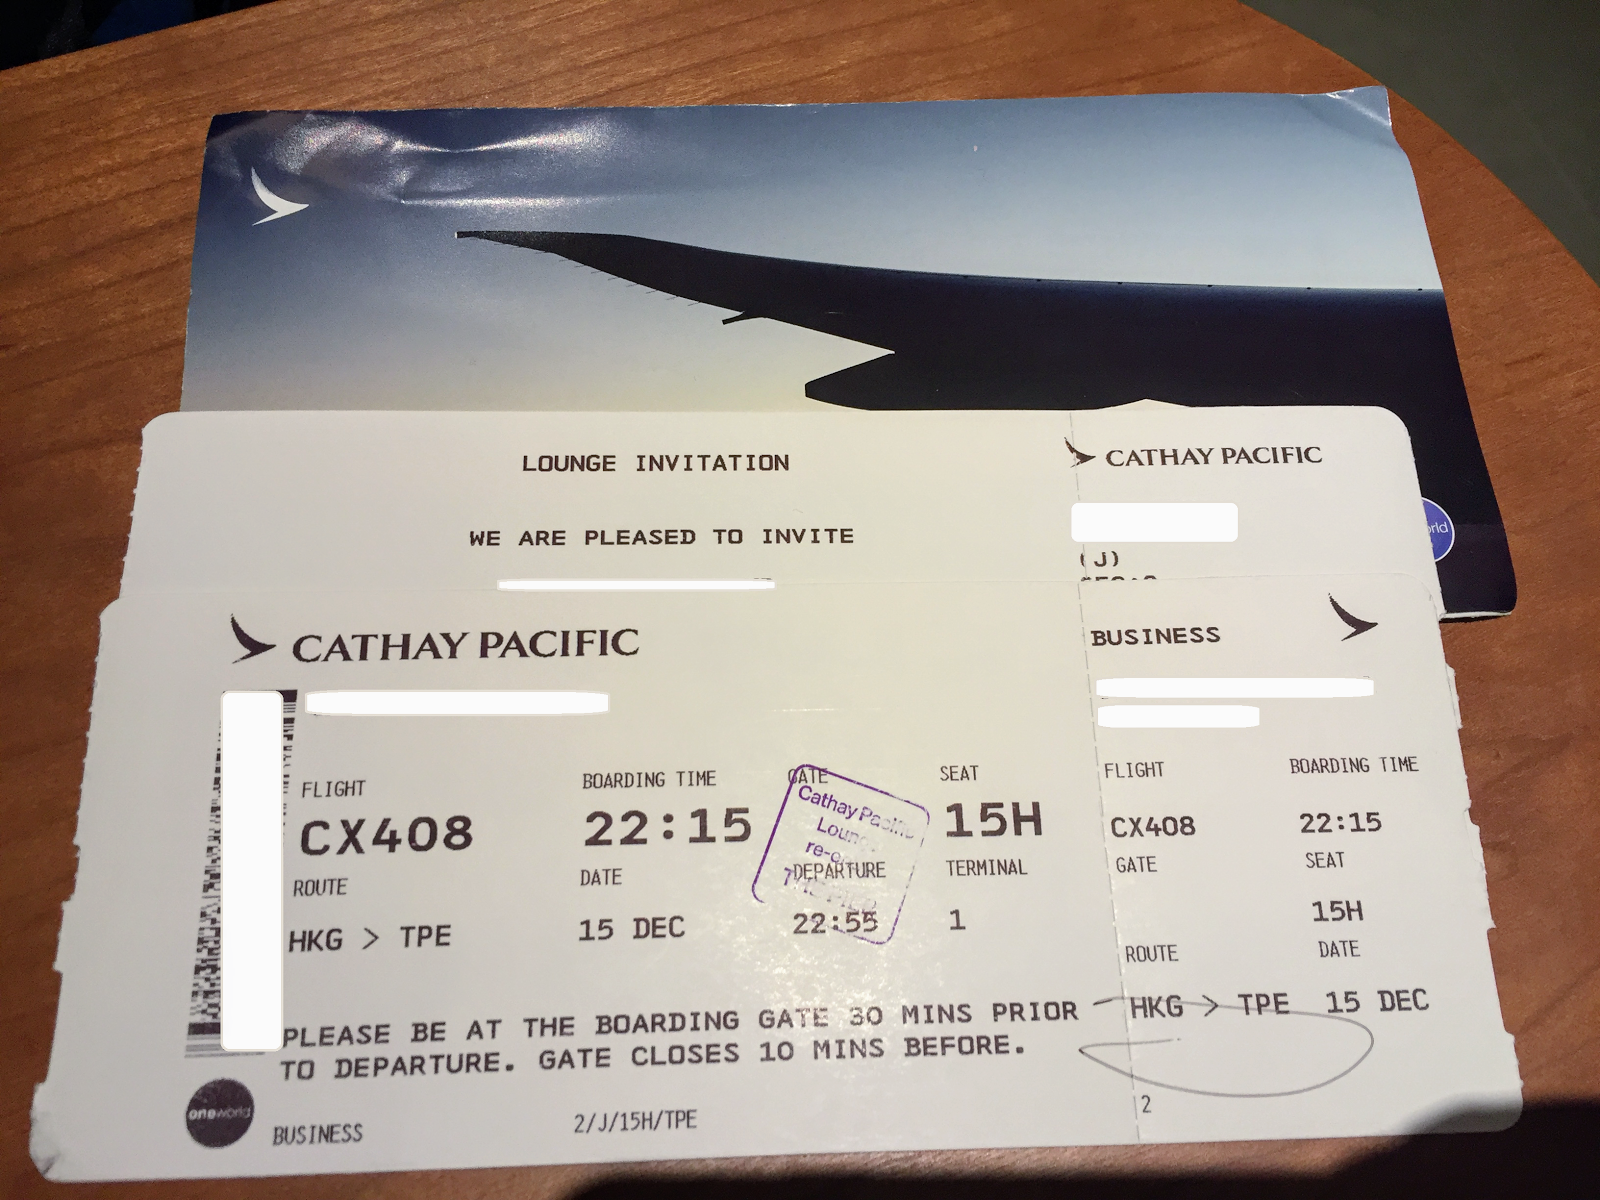 LOUNGE INVITATION
CATHAY PACIFIC
WE ARE PLEASED TO INVITE
(J)
rld
CATHAY PACIFIC
BUSINESS
FLIGHT BOARDING TIME GATE SEAT
CX408 22:15 15H
Cathay Pacific
Loun
re-
ROUTE DATE DEPARTURE TERMINAL
HKG > TPE 15 DEC 22:55 1
PLEASE BE AT THE BOARDING GATE 30 MINS PRIOR
TO DEPARTURE. GATE CLOSES 10 MINS BEFORE.
oneworld
BUSINESS 2/J/15H/TPE
FLIGHT BOARDING TIME
CX408 22:15
GATE SEAT
15H
ROUTE DATE
HKG > TPE 15 DEC
2